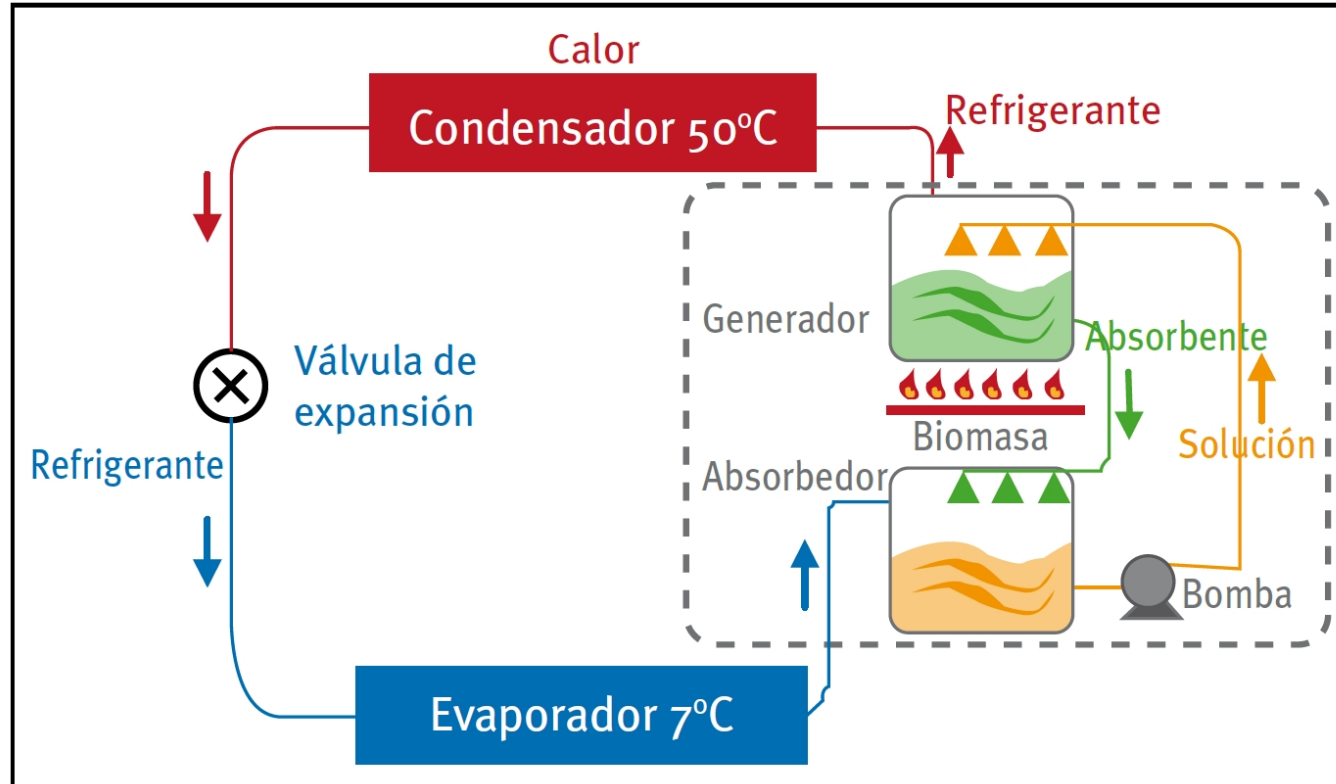 Calor
Condensador 50ºC
Refrigerante
Generador
Absorbente
Válvula de
expansión
Biomasa
Solución
Refrigerante
Absorbedor
Bomba
Evaporador 7ºC